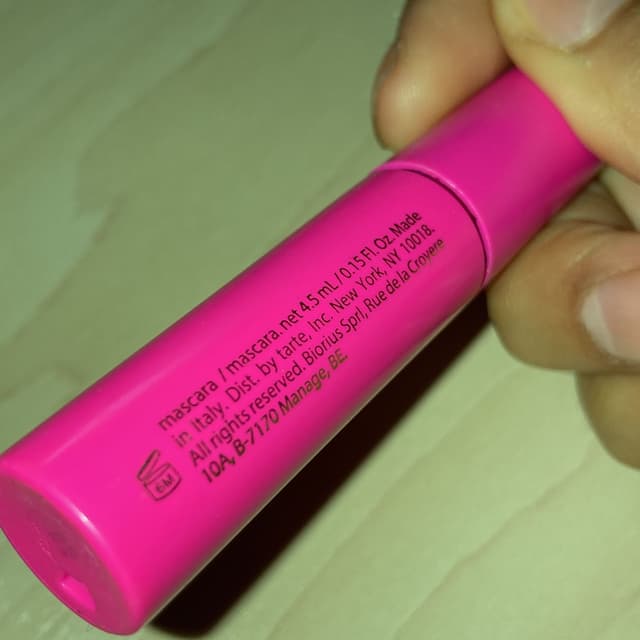 mascara / mascara. net 4.5 mL / 0.15 Fl. Oz. Made
in Italy. Dist. by tarte, Inc. New York, NY 10018.
All rights reserved. Biorius Sprl, Rue de la Croyere
10A, B-7170 Manage, BE
6M